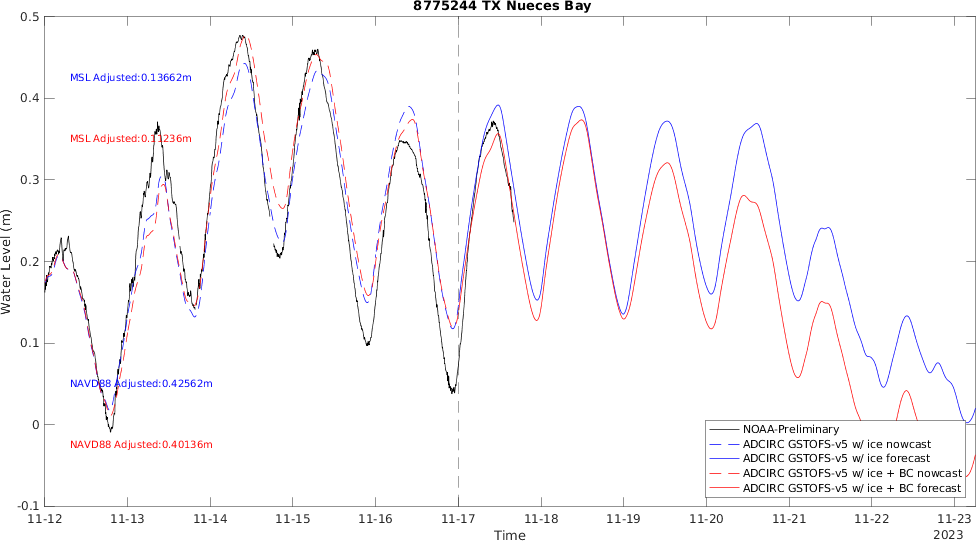 8775244 TX Nueces Bay
0.5
0.4
0.3
0.2
0.1
0
-0.1
Water Level (m)
MSL Adjusted:0.13662m
MSL Adjusted:0.11236m
NAVD88 Adjusted:0.42562m
NAVD88 Adjusted:0.40136m
NOAA-Preliminary
ADCIRC GSTOFS-v5 w/ ice nowcast
ADCIRC GSTOFS-v5 w/ ice forecast
ADCIRC GSTOFS-v5 w/ ice + BC nowcast
ADCIRC GSTOFS-v5 w/ ice + BC forecast
11-12 11-13 11-14 11-15 11-16 11-17 11-18 11-19 11-20 11-21 11-22 11-23
Time
2023